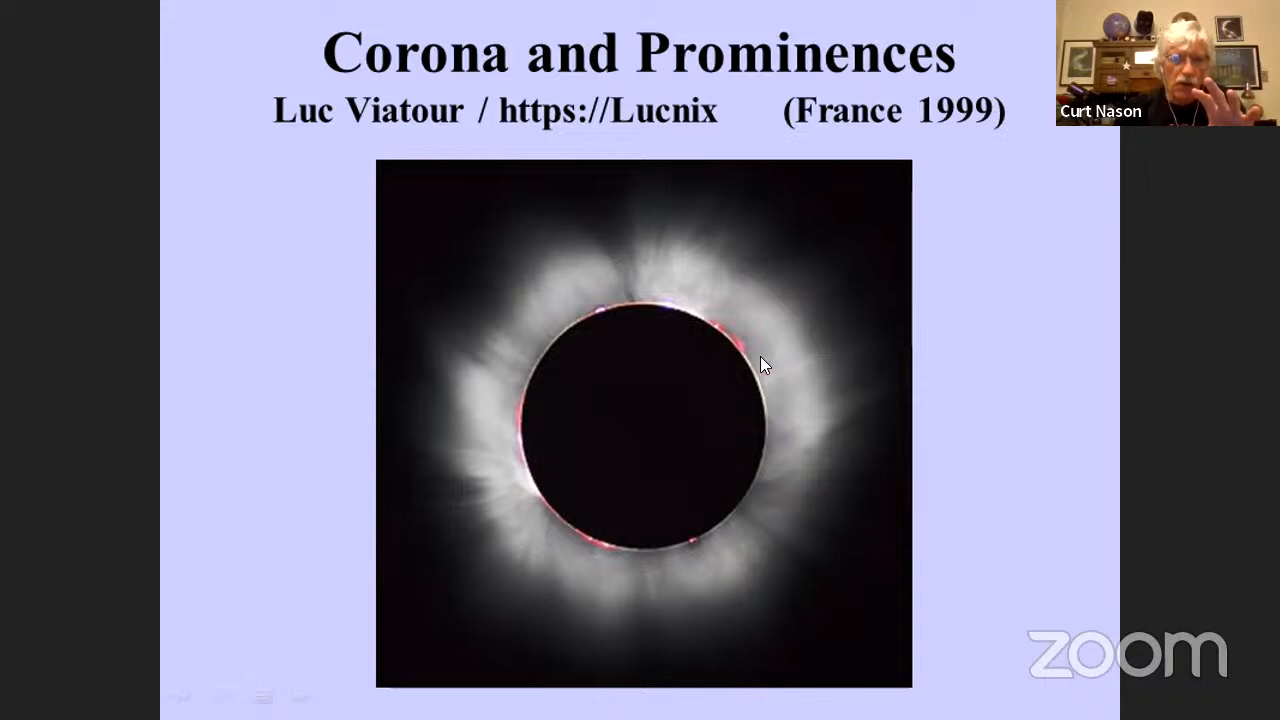 Corona and Prominences
Luc Viatour / https://Lucnix (France 1999)
Curt Nason
zoom